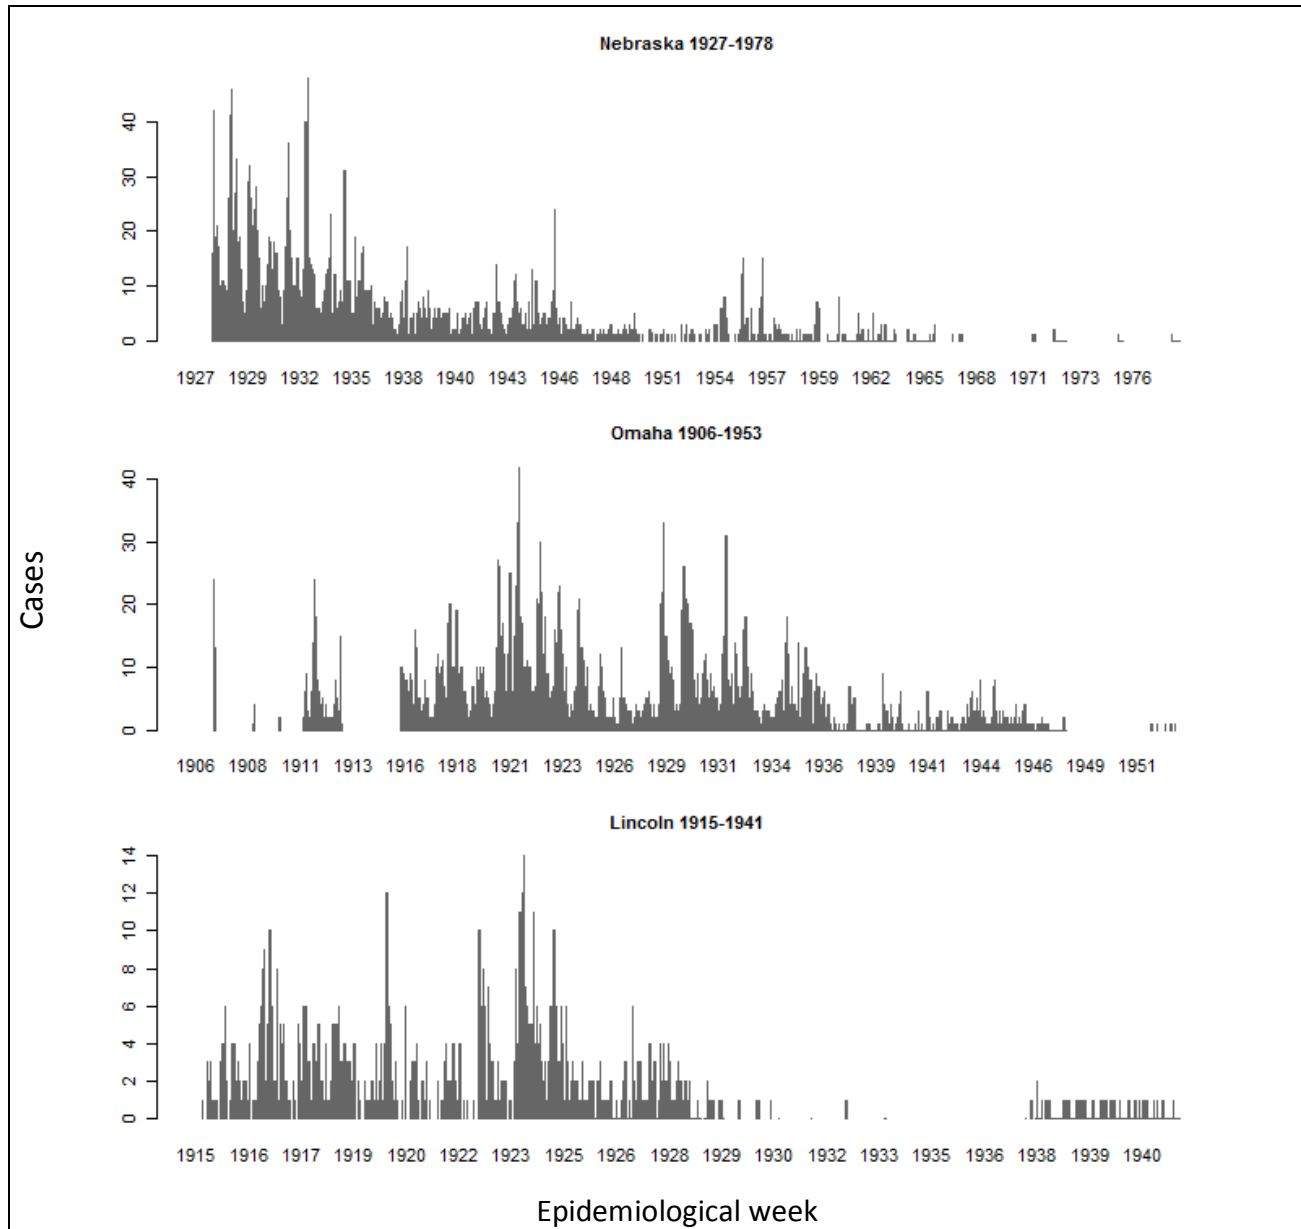 Nebraska 1927-1978
40
30
20
10
0
1927 1929 1932 1935 1938 1940 1943 1946 1948 1951 1954 1957 1959 1962 1965 1968 1971 1973 1976
Omaha 1906-1953
40
30
20
10
0
1906 1908 1911 1913 1916 1918 1921 1923 1926 1929 1931 1934 1936 1939 1941 1944 1946 1949 1951
Cases
Lincoln 1915-1941
14
12
10
8
6
4
2
0
1915 1916 1917 1919 1920 1922 1923 1925 1926 1928 1929 1930 1932 1933 1935 1936 1938 1939 1940
Epidemiological week